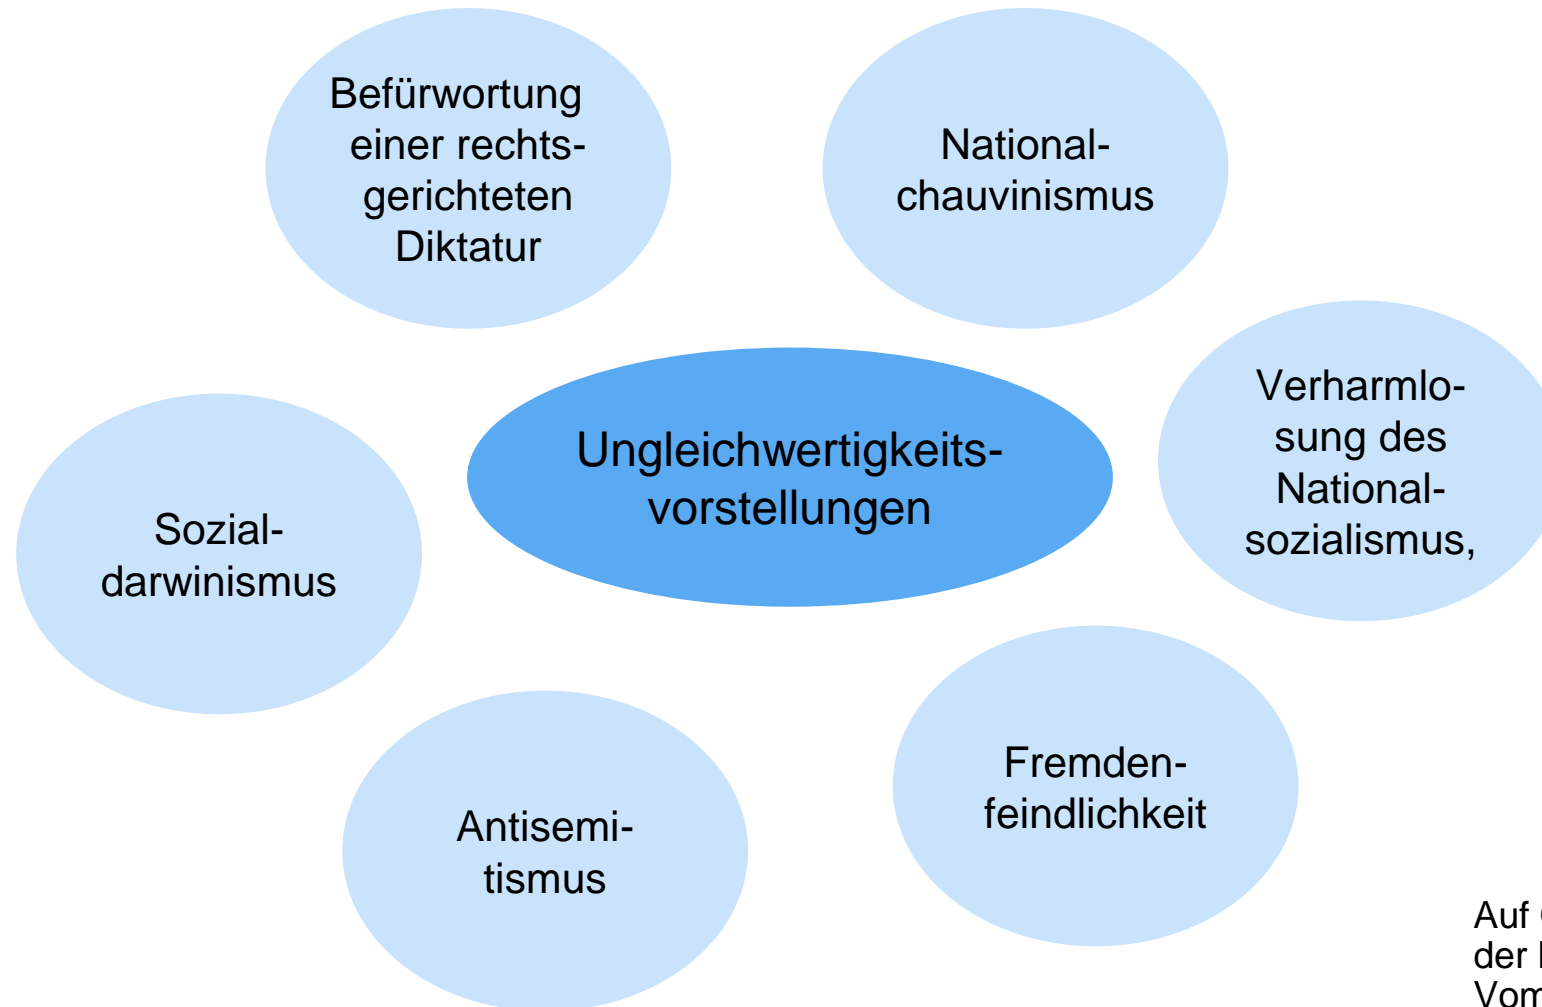 Befürwortung
einer rechts-
gerichteten
Diktatur
National-
chauvinismus
Verharmlo-
sung des
National-
sozialismus,
Ungleichwertigkeits-
vorstellungen
Sozial-
darwinismus
Fremden-
feindlichkeit
Antisemi-
tismus
Auf
der
Vom